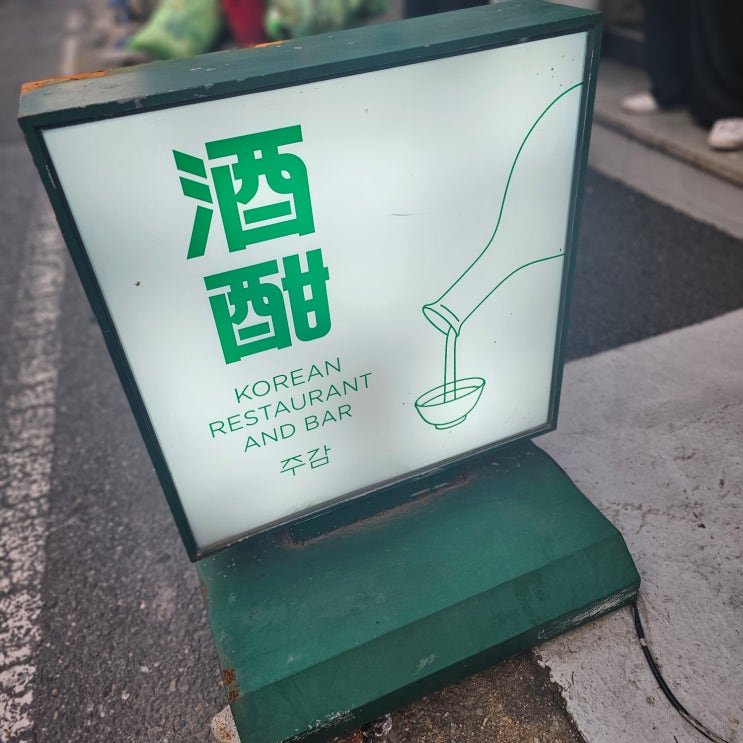 酒
酣
KOREAN
RESTAURANT
AND BAR
주감